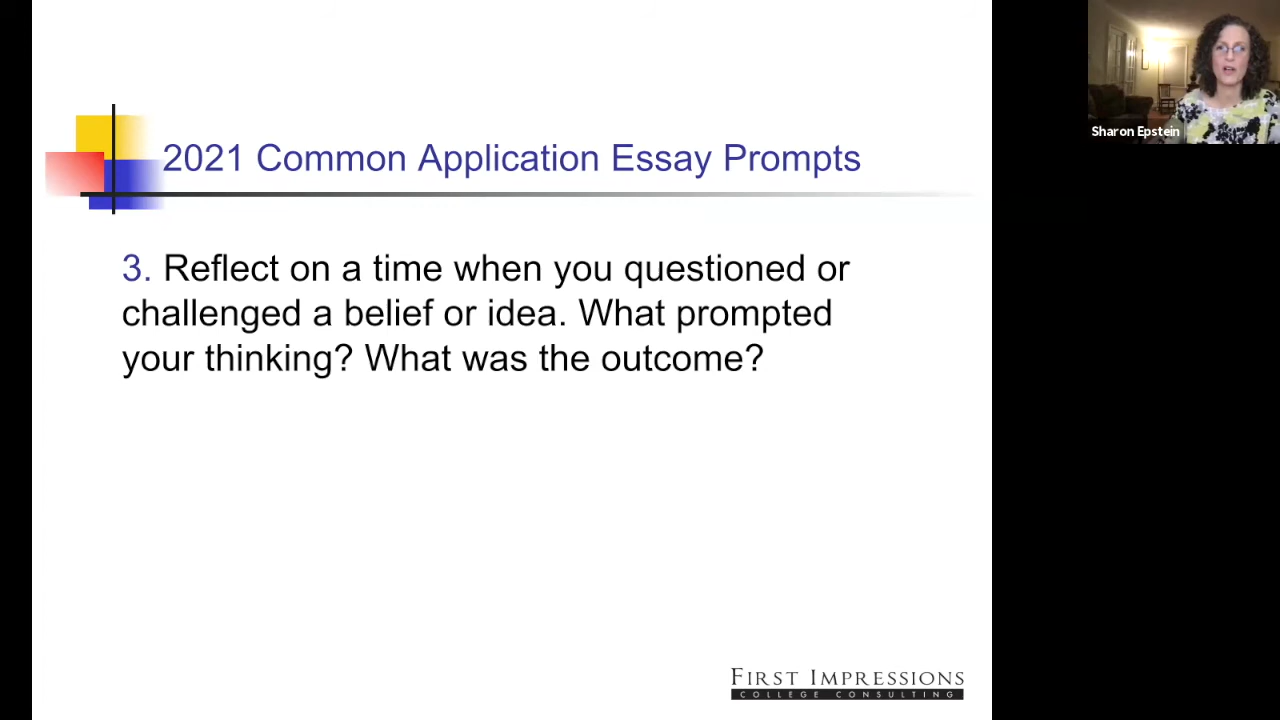 2021 Common Application Essay Prompts
3. Reflect on a time when you questioned or
challenged a belief or idea. What prompted
your thinking? What was the outcome?
FIRST IMPRESSIONS
COLLEGE CONSULTING
Sharon Epstein